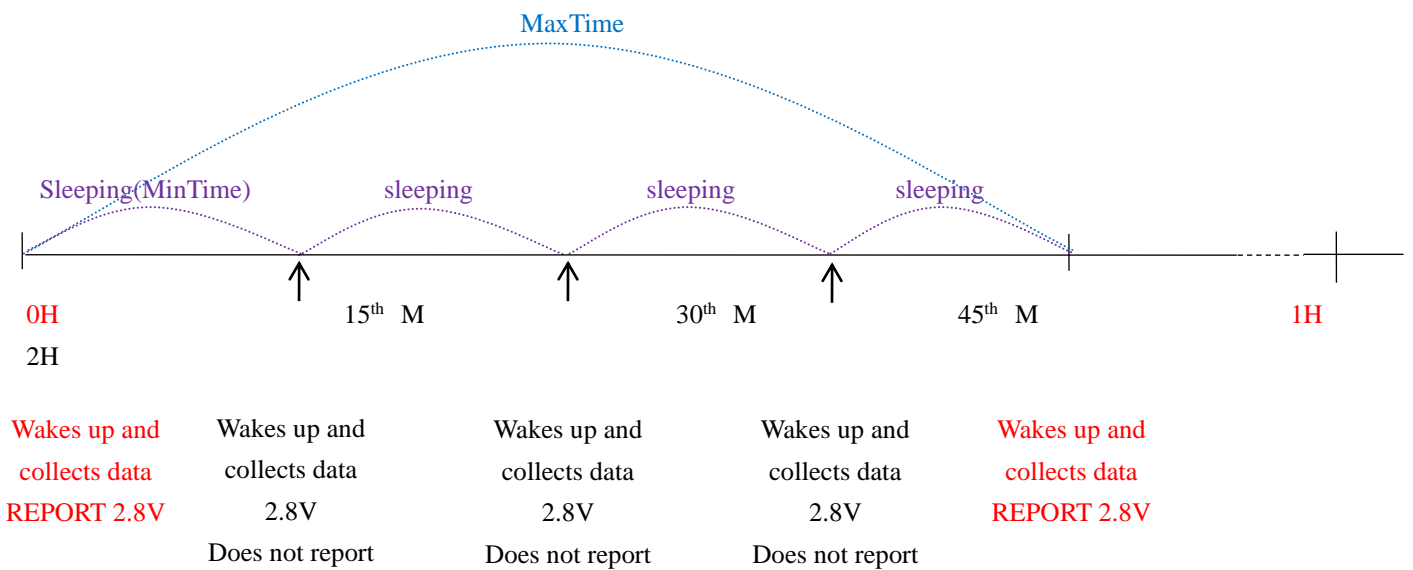 MaxTime
Sleeping(MinTime) sleeping sleeping sleeping
0H 15th M 30th M 45th M 1H
2H
Wakes up and Wakes up and Wakes up and Wakes up and Wakes up and
collects data collects data collects data collects data collects data
REPORT 2.8V 2.8V 2.8V 2.8V REPORT 2.8V
Does not report Does not report Does not report